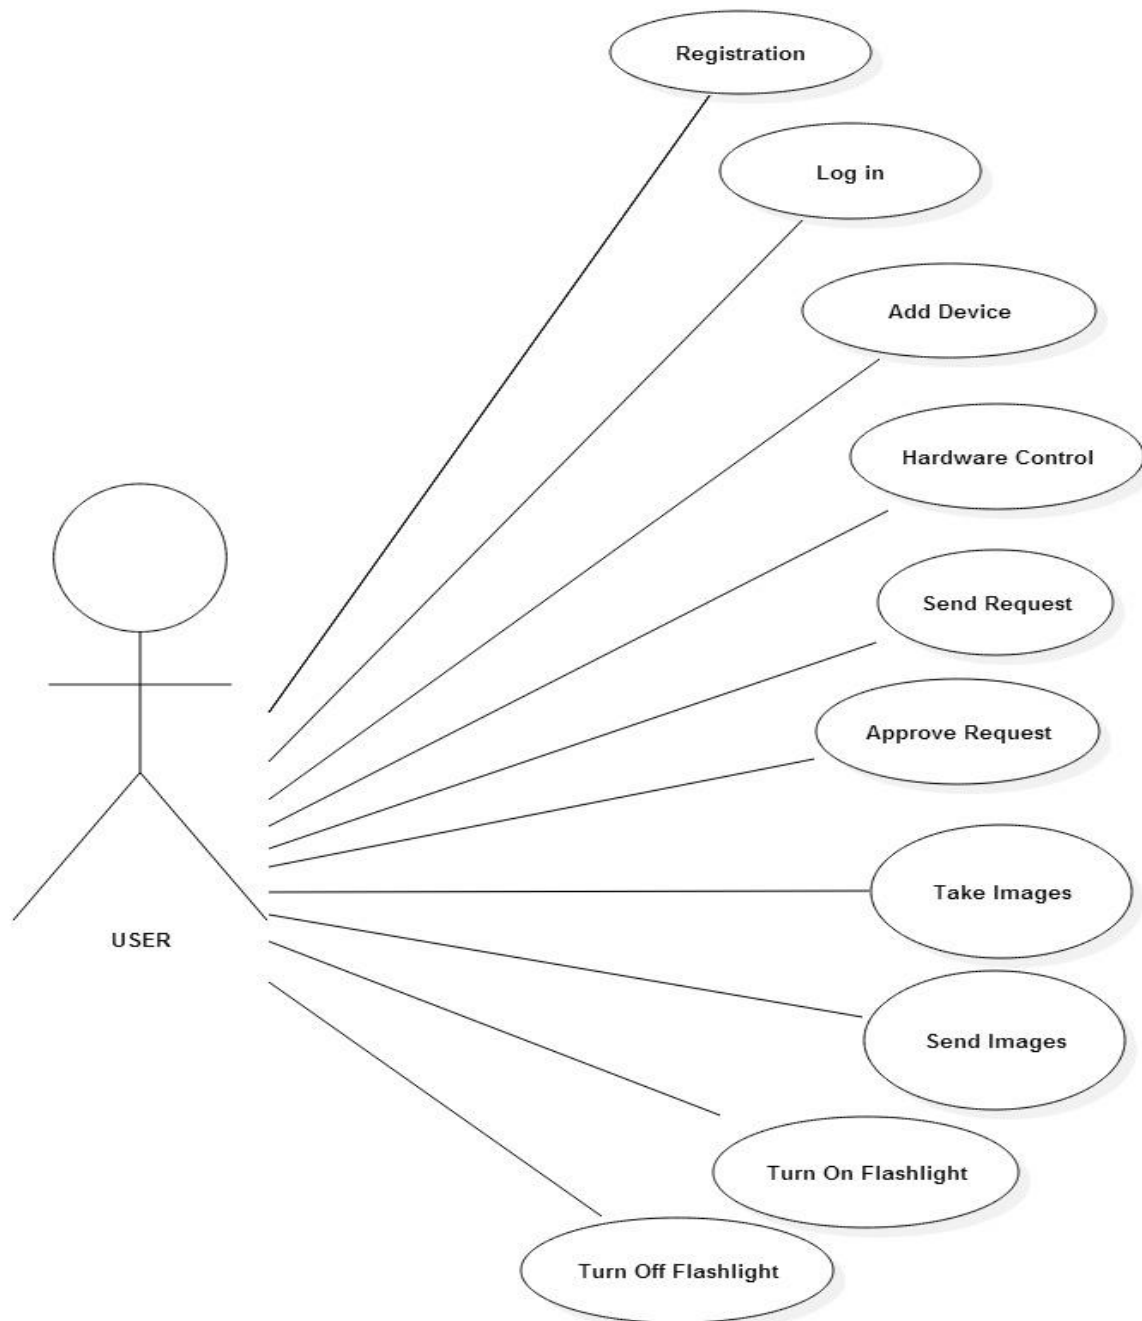 Registration
Log in
Add Device
Hardware Control
Send Request
Approve Request
Take Images
USER
Send Images
Turn On Flashlight
Turn Off Flashlight